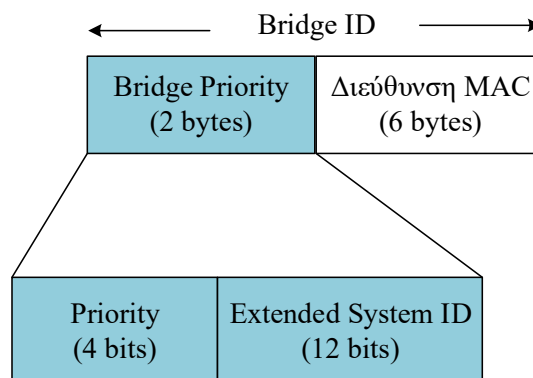 Bridge ID
Bridge Priority
(2 bytes)
Διεύθυνση MAC
(6 bytes)
Priority
(4 bits)
Extended System ID
(12 bits)